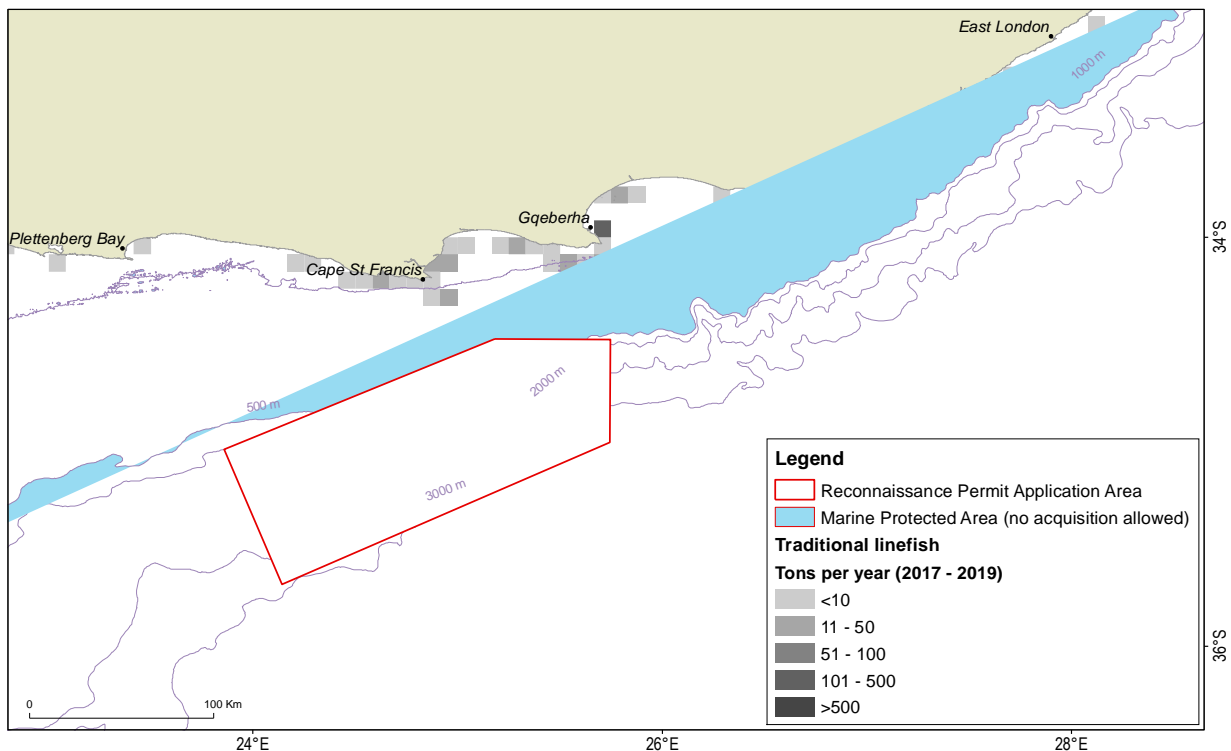 East London
1000 m
Gqeberha
Plettenberg Bay
34°S
Cape St Francis
2000 m
500 m
3000 m
Legend
Reconnaissance Permit Application Area
Marine Protected Area (no acquisition allowed)
Traditional linefish
Tons per year (2017 - 2019)
<10
11 - 50
51 - 100
101 - 500
>500
36°S
0
100 Km
24°E
26°E
28°E